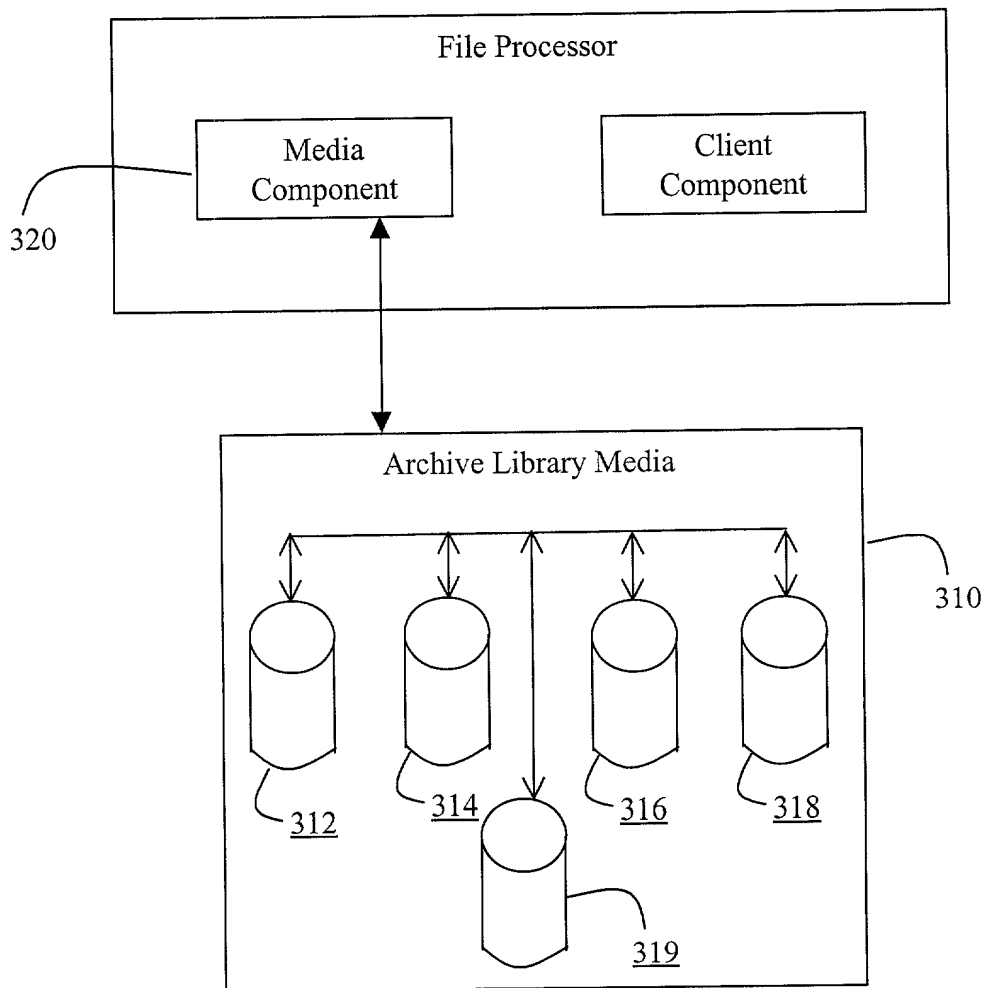 File Processor
Media
Component
Client
Component
320
Archive Library Media
310
312
314
316
318
319